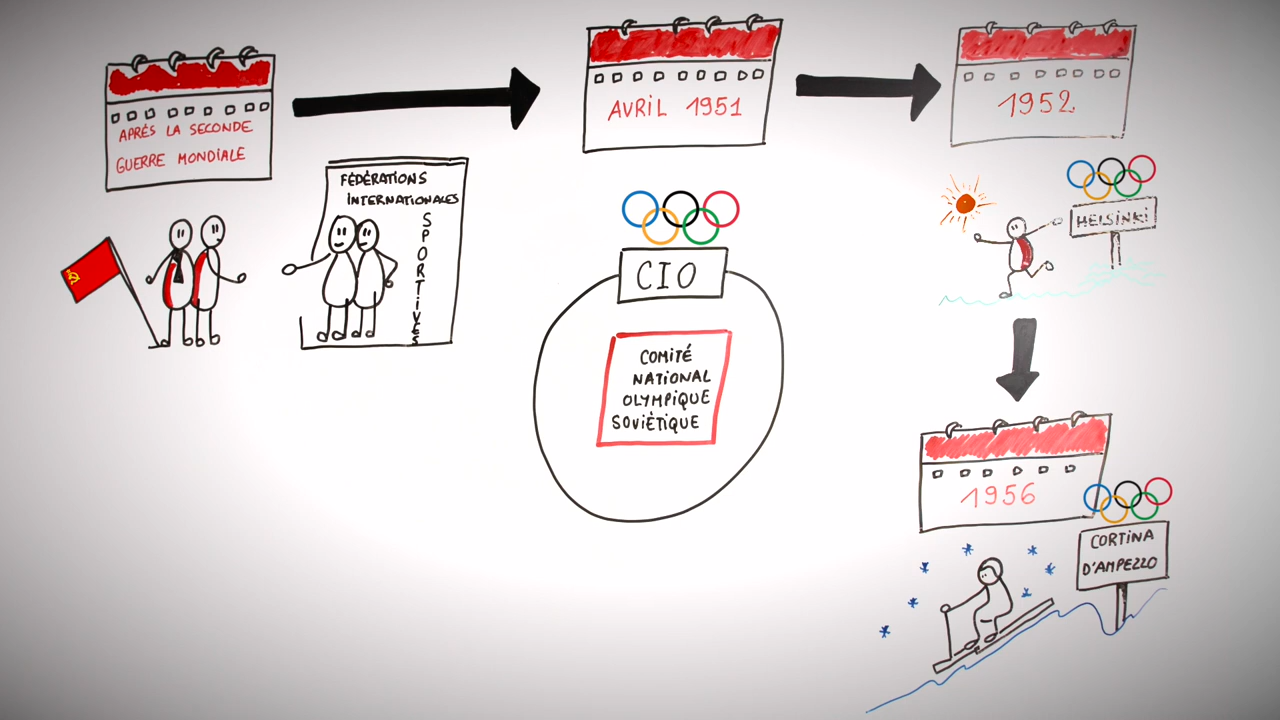 APRÉS LA SECONDE
GUERRE MONDIALE
FÉDÉRATIONS
INTERNATIONALES
SPORTIVES
AVRIL 1951
CIO
COMITÉ
NATIONAL
OLYMPIQUE
SOVIÉTIQUE
1952
HELSINKI
1956
CORTINA
D'AMPEZZO